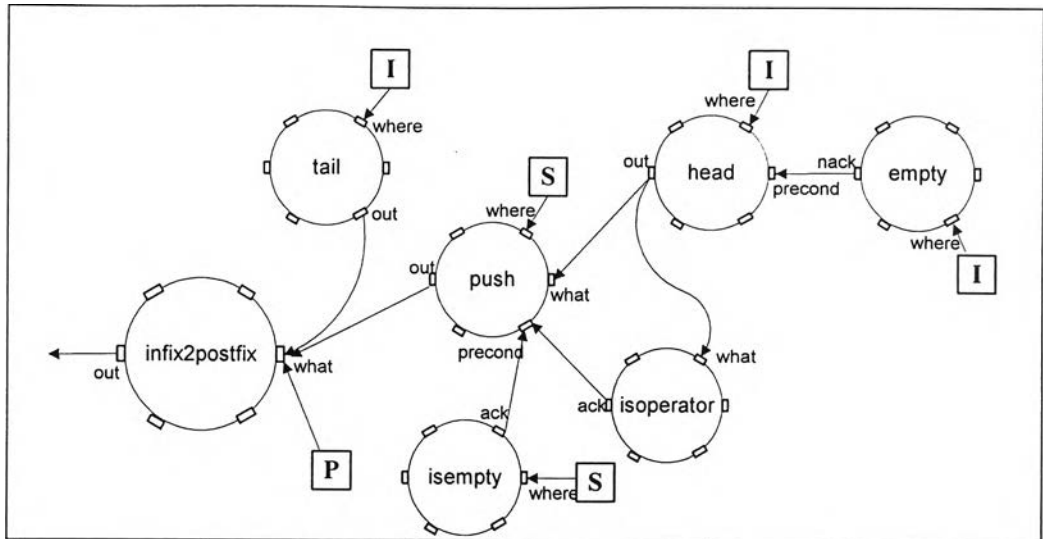 I
I
where
where
tail
out
head
nack
empty
precond
S
where
out
where
I
out
push
what
infix2postfix
what
precond
what
out
ack
isoperator
ack
P
isempty
where
S